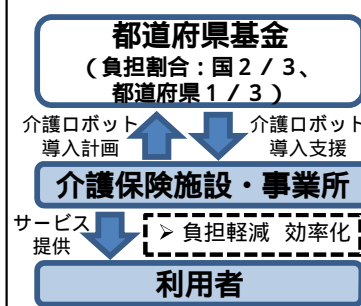 都道府県基金
（負担割合：国２／３、
都道府県１／３）
介護ロボット
導入計画
介護ロボット
導入支援
介護保険施設・事業所
サービス
提供
➢ 負担軽減 効率化
利用者